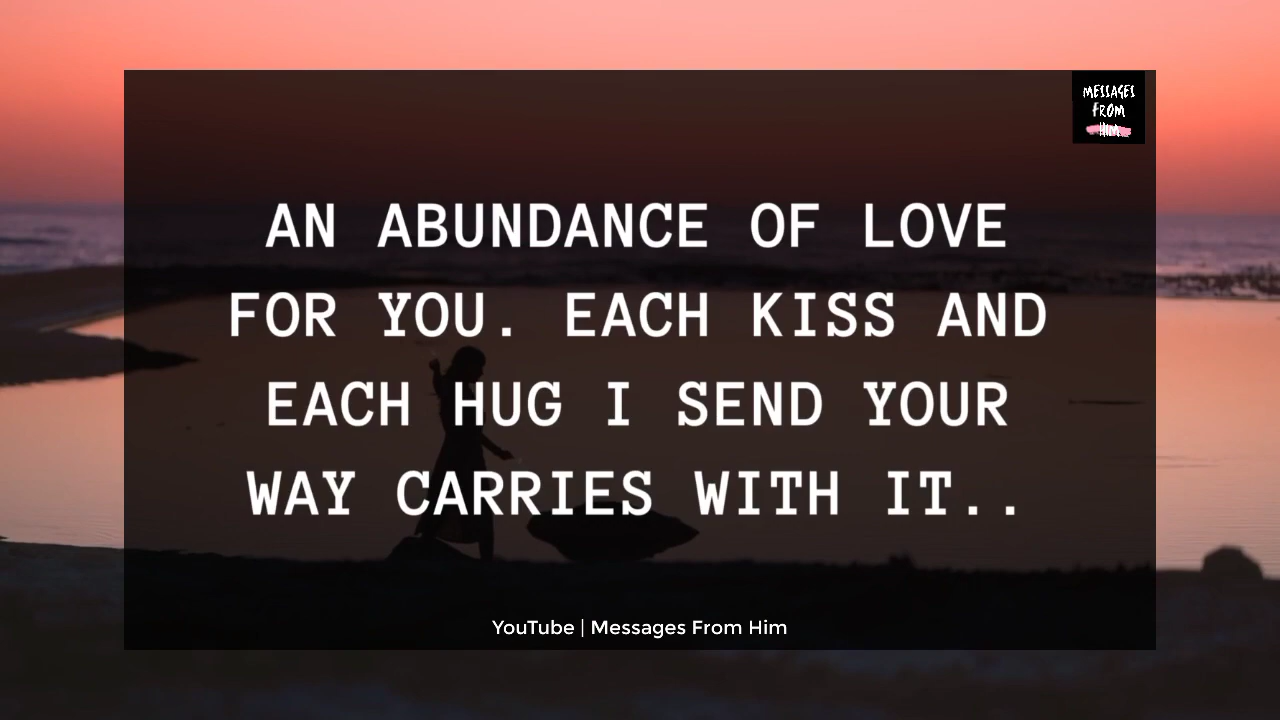 MESSAGES
FROM
HIM
AN ABUNDANCE OF LOVE
FOR YOU. EACH KISS AND
EACH HUG I SEND YOUR
WAY CARRIES WITH IT..
YouTube | Messages From Him